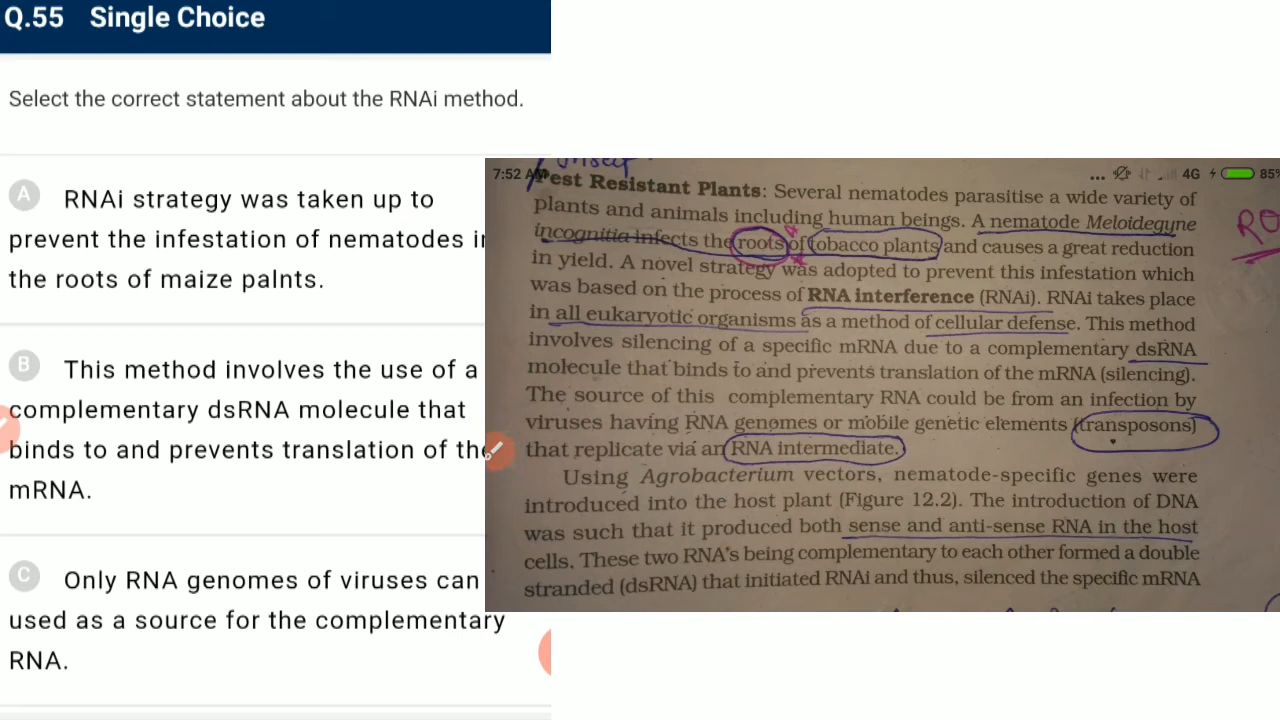 Q.55 Single Choice
Select the correct statement about the RNAi method.
A RNAi strategy was taken up to
prevent the infestation of nematodes in
the roots of maize palnts.
B This method involves the use of a
complementary dsRNA molecule that
binds to and prevents translation of the
mRNA.
C Only RNA genomes of viruses can
used as a source for the complementary
RNA.
insect
7:52 AM ... 4G 85%
Pest Resistant Plants: Several nematodes parasitise a wide variety of
plants and animals including human beings. A nematode Meloidegyne
incognitia infects the roots of tobacco plants and causes a great reduction
in yield. A novel strategy was adopted to prevent this infestation which
was based on the process of RNA interference (RNAi). RNAi takes place
in all eukaryotic organisms as a method of cellular defense. This method
involves silencing of a specific mRNA due to a complementary dsRNA
molecule that binds to and prevents translation of the mRNA (silencing).
The source of this complementary RNA could be from an infection by
viruses having RNA genomes or mobile genetic elements (transposons)
that replicate via an RNA intermediate.
Using Agrobacterium vectors, nematode-specific genes were
introduced into the host plant (Figure 12.2). The introduction of DNA
was such that it produced both sense and anti-sense RNA in the host
cells. These two RNA's being complementary to each other formed a double
stranded (dsRNA) that initiated RNAi and thus, silenced the specific mRNA